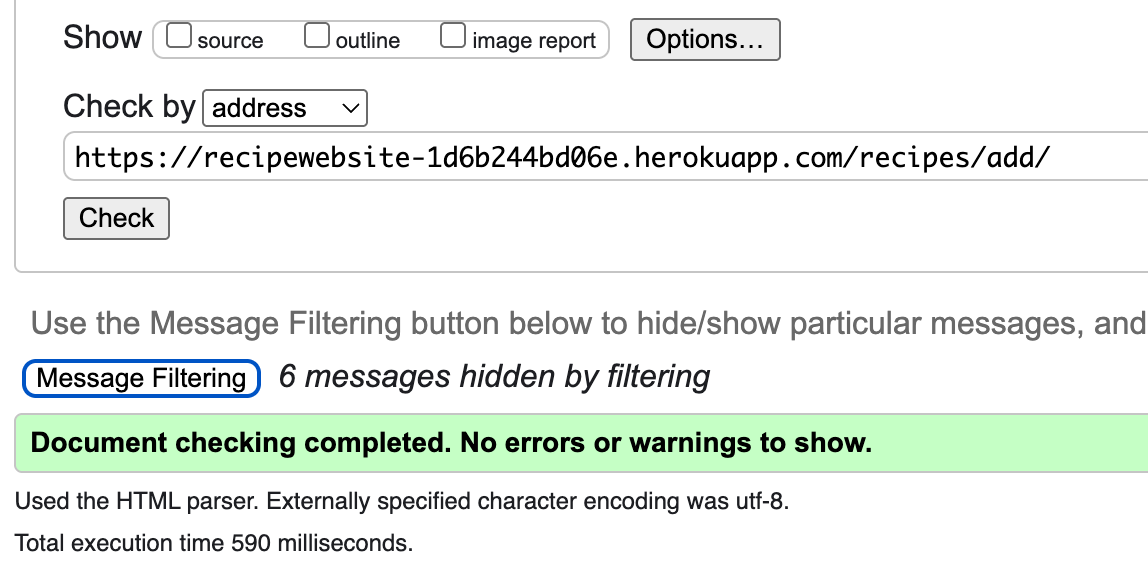 Show source outline image report Options...
Check by address
https://recipewebsite-1d6b244bd06e.herokuapp.com/recipes/add/
Check
Use the Message Filtering button below to hide/show particular messages, and
Message Filtering 6 messages hidden by filtering
Document checking completed. No errors or warnings to show.
Used the HTML parser. Externally specified character encoding was utf-8.
Total execution time 590 milliseconds.